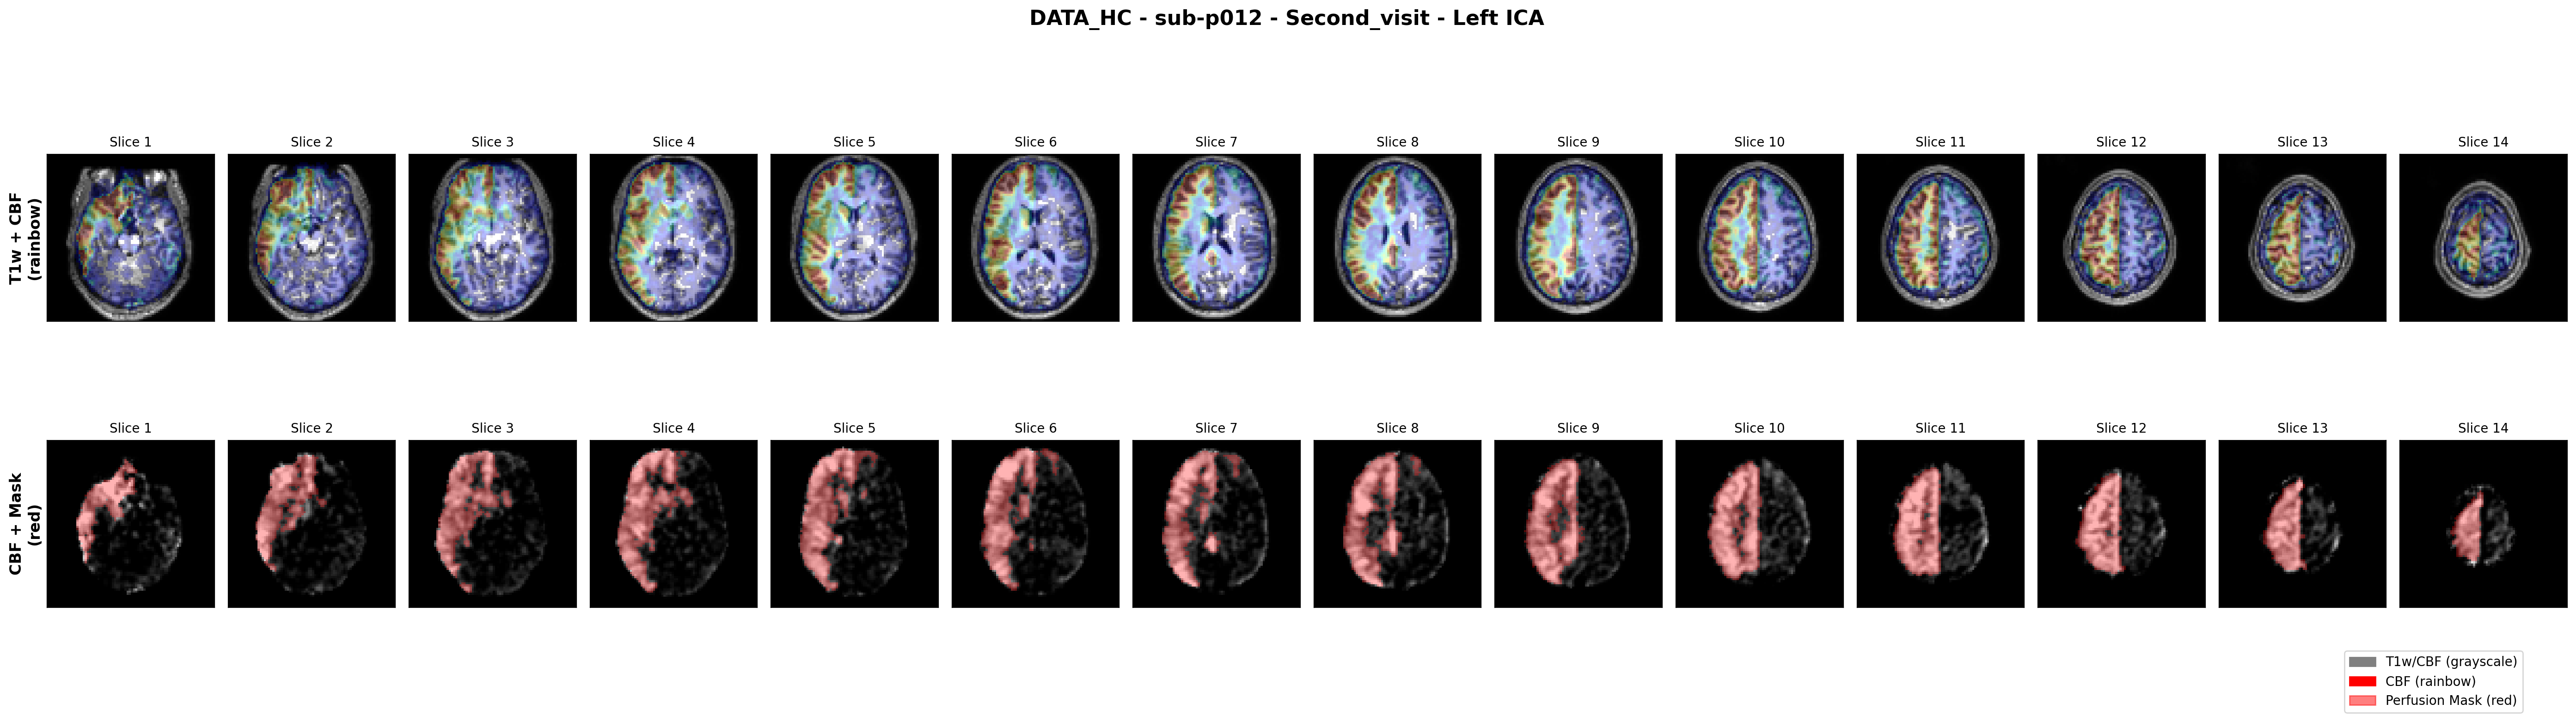 DATA_HC - sub-p012 - Second_visit - Left ICA
T1w + CBF
(rainbow)
Slice 1
Slice 2
Slice 3
Slice 4
Slice 5
Slice 6
Slice 7
Slice 8
Slice 9
Slice 10
Slice 11
Slice 12
Slice 13
Slice 14
CBF + Mask
(red)
Slice 1
Slice 2
Slice 3
Slice 4
Slice 5
Slice 6
Slice 7
Slice 8
Slice 9
Slice 10
Slice 11
Slice 12
Slice 13
Slice 14
T1w/CBF (grayscale)
CBF (rainbow)
Perfusion Mask (red)